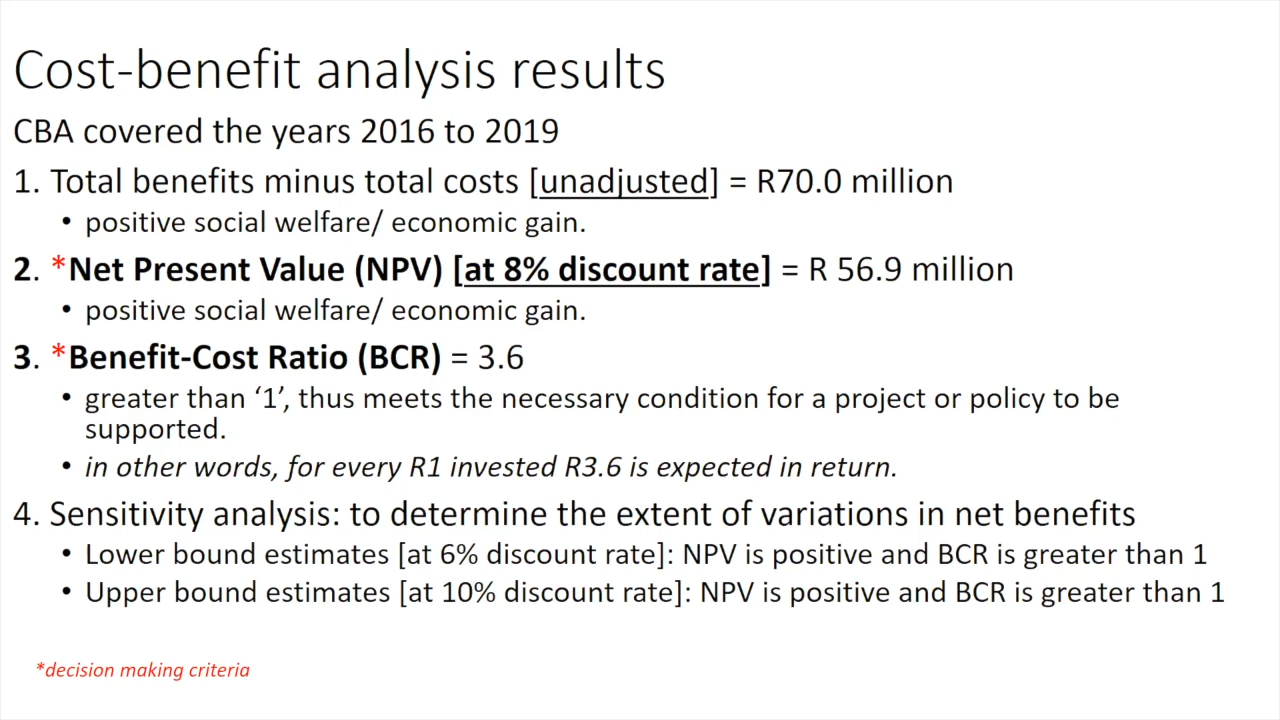 Cost-benefit analysis results
CBA covered the years 2016 to 2019
1. Total benefits minus total costs [unadjusted] = R70.0 million
• positive social welfare/ economic gain.
2. *Net Present Value (NPV) [at 8% discount rate] = R 56.9 million
• positive social welfare/ economic gain.
3. *Benefit-Cost Ratio (BCR) = 3.6
• greater than ‘1’, thus meets the necessary condition for a project or policy to be
supported.
• in other words, for every R1 invested R3.6 is expected in return.
4. Sensitivity analysis: to determine the extent of variations in net benefits
• Lower bound estimates [at 6% discount rate]: NPV is positive and BCR is greater than 1
• Upper bound estimates [at 10% discount rate]: NPV is positive and BCR is greater than 1
*decision making criteria